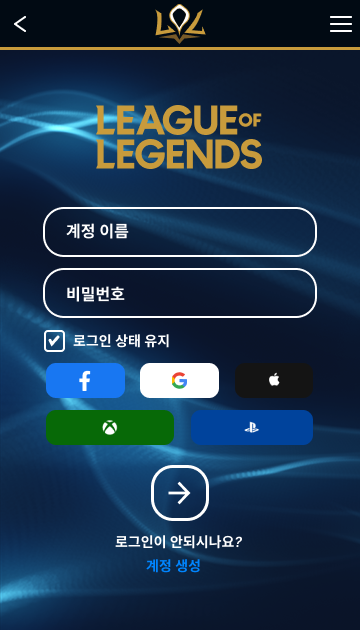 LOL
LEAGUE OF
LEGENDS
계정 이름
비밀번호
로그인 상태 유지
로그인이 안되시나요?
계정 생성